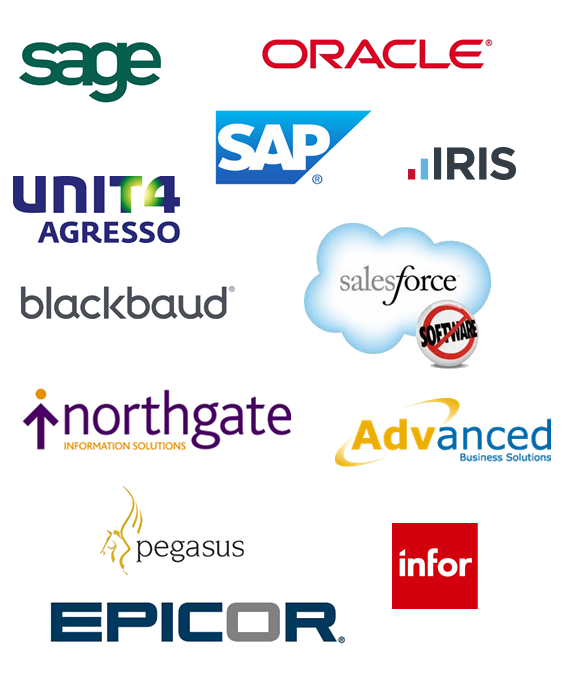 sage
ORACLE®
SAP
®
IRIS
UNIT4
AGRESSO
salesforce
SOFTWARE
blackbaud®
northgate
INFORMATION SOLUTIONS
Advanced
Business Solutions
pegasus
infor
EPICOR®